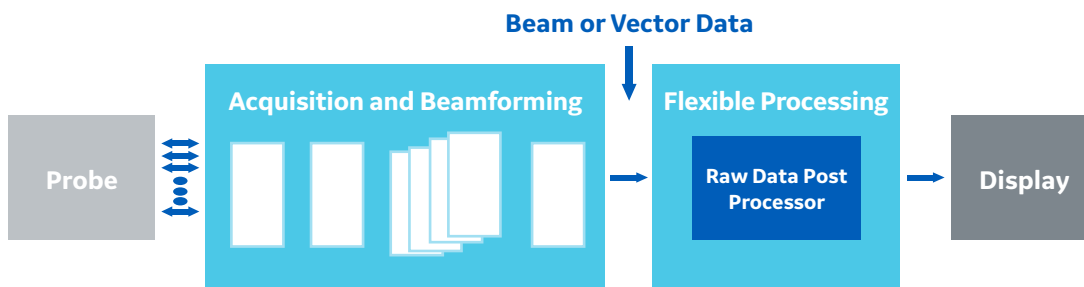 Beam or Vector Data
Acquisition and Beamforming
Flexible Processing
Probe
Raw Data Post
Processor
Display